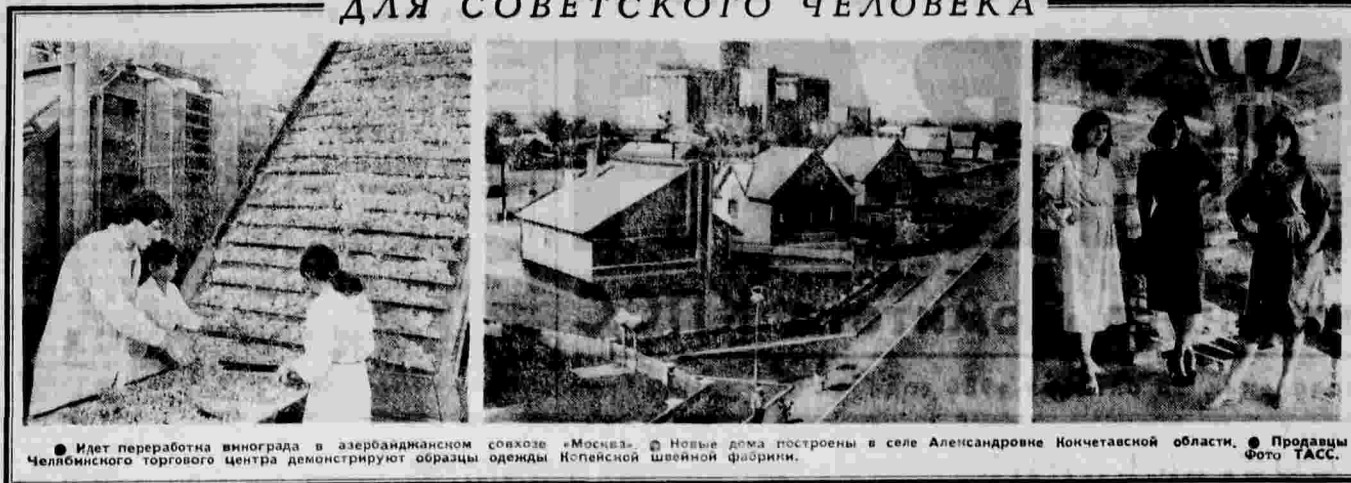 ДЛЯ СОВЕТСКОГО ЧЕЛОВЕКА
● Идет переработка винограда в азербайджанском совхозе «Москва». ● Новые дома построены в селе Александровке Кокчетавской области. ● Продавцы
Челябинского торгового центра демонстрируют образцы одежды Копейской швейной фабрики.
Фото ТАСС.